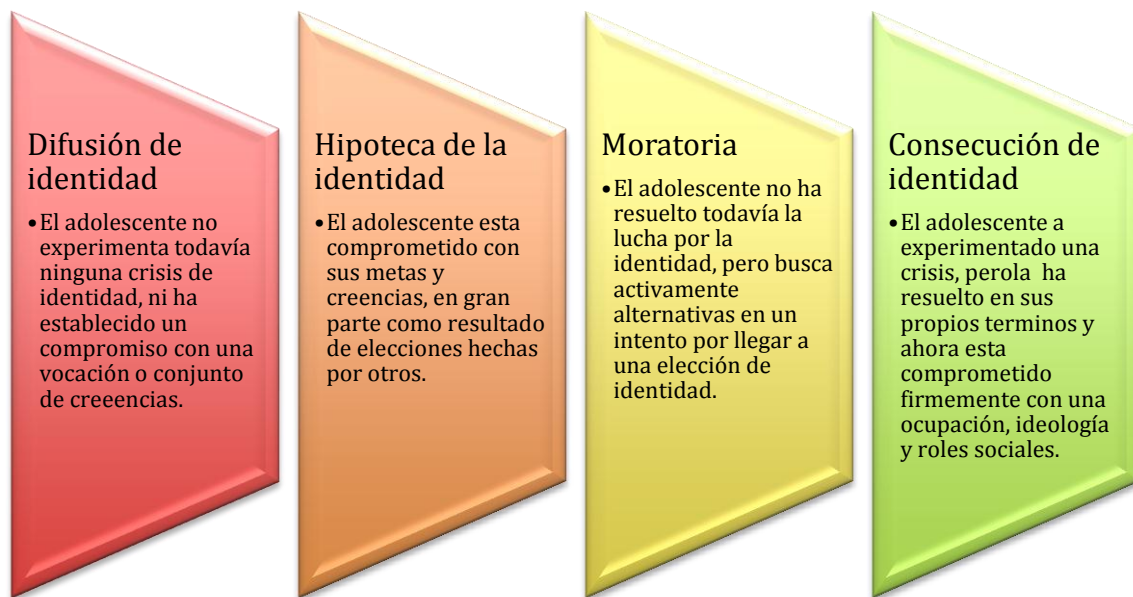 Difusión de
identidad
•El adolescente no
experimenta todavía
ninguna crisis de
identidad, ni ha
establecido un
compromiso con una
vocación o conjunto
de creeencias.
Hipoteca de la
identidad
•El adolescente esta
comprometido con
sus metas y
creencias, en gran
parte como resultado
de elecciones hechas
por otros.
Moratoria
•El adolescente no ha
resuelto todavía la
lucha por la
identidad, pero busca
activamente
alternativas en un
intento por llegar a
una elección de
identidad.
Consecución de
identidad
•El adolescente a
experimentado una
crisis, perola ha
resuelto en sus
propios terminos y
ahora esta
comprometido
firmemente con una
ocupación, ideología
y roles sociales.